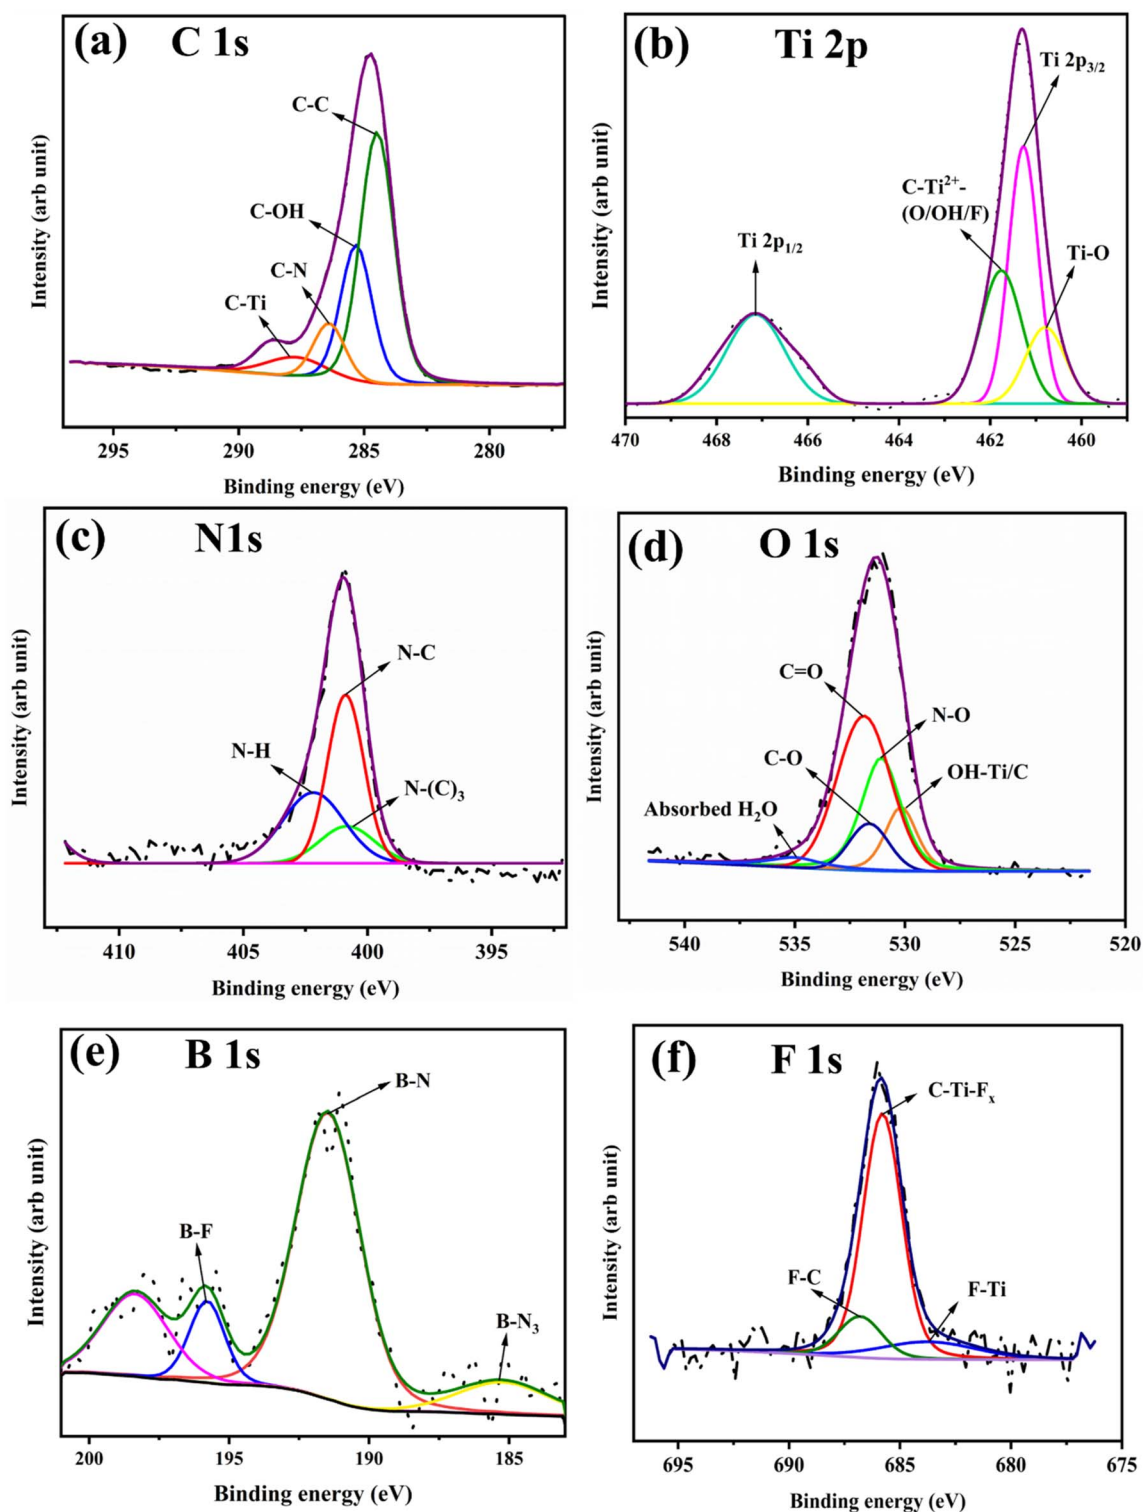 (a) C 1s
C-C
C-OH
C-N
C-Ti
Intensity (arb unit)
295 290 285 280
Binding energy (eV)
(b) Ti 2p
Ti 2p3/2
C-Ti2+-
(O/OH/F)
Ti 2p1/2
Ti-O
Intensity (arb unit)
470 468 466 464 462 460
Binding energy (eV)
(c) N1s
N-C
N-H
N-(C)3
Intensity (arb unit)
410 405 400 395
Binding energy (eV)
(d) O 1s
C=O
N-O
C-O
OH-Ti/C
Absorbed H2O
Intensity (arb unit)
540 535 530 525 520
Binding energy (eV)
(e) B 1s
B-N
B-F
B-N3
Intensity (arb unit)
200 195 190 185
Binding energy (eV)
(f) F 1s
C-Ti-Fx
F-C
F-Ti
Intensity (arb unit)
695 690 685 680 675
Binding energy (eV)